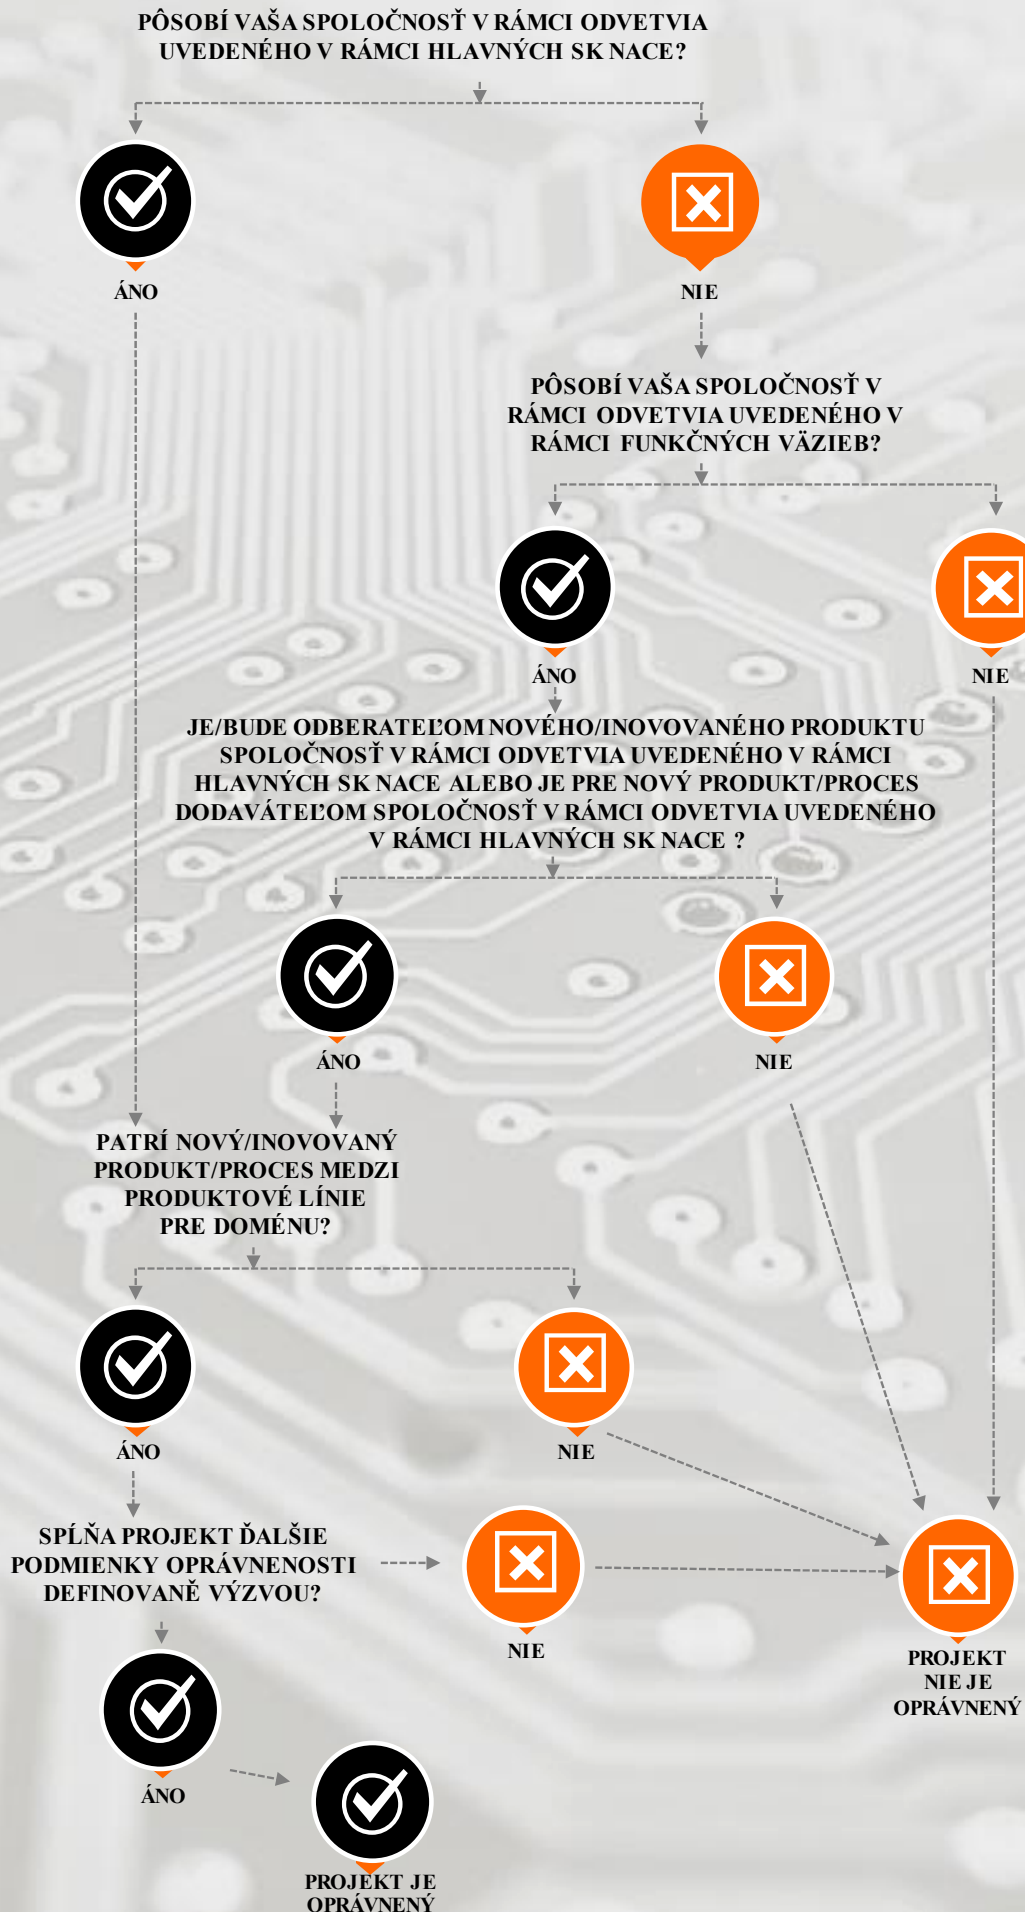 PÔSOBÍ VAŠA SPOLOČNOSŤ V RÁMCI ODVETVIA
UVEDENÉHO V RÁMCI HLAVNÝCH SK NACE?
ÁNO
NIE
PÔSOBÍ VAŠA SPOLOČNOSŤ V
RÁMCI ODVETVIA UVEDENÉHO V
RÁMCI FUNKČNÝCH VÄZIEB?
ÁNO
NIE
JE/BUDE ODBERATEĽOM NOVÉHO/INOVOVANÉHO PRODUKTU
SPOLOČNOSŤ V RÁMCI ODVETVIA UVEDENÉHO V RÁMCI
HLAVNÝCH SK NACE ALEBO JE PRE NOVÝ PRODUKT/PROCES
DODAVÁTEĽOM SPOLOČNOSŤ V RÁMCI ODVETVIA UVEDENÉHO
V RÁMCI HLAVNÝCH SK NACE ?
ÁNO
NIE
PATRÍ NOVÝ/INOVOVANÝ
PRODUKT/PROCES MEDZI
PRODUKTOVÉ LÍNIE
PRE DOMÉNU?
ÁNO
NIE
SPĹŇA PROJEKT ĎALŠIE
PODMIENKY OPRÁVNENOSTI
DEFINOVANĚ VÝZVOU?
NIE
PROJEKT
NIE JE
OPRÁVNENÝ
ÁNO
PROJEKT JE
OPRÁVNENÝ